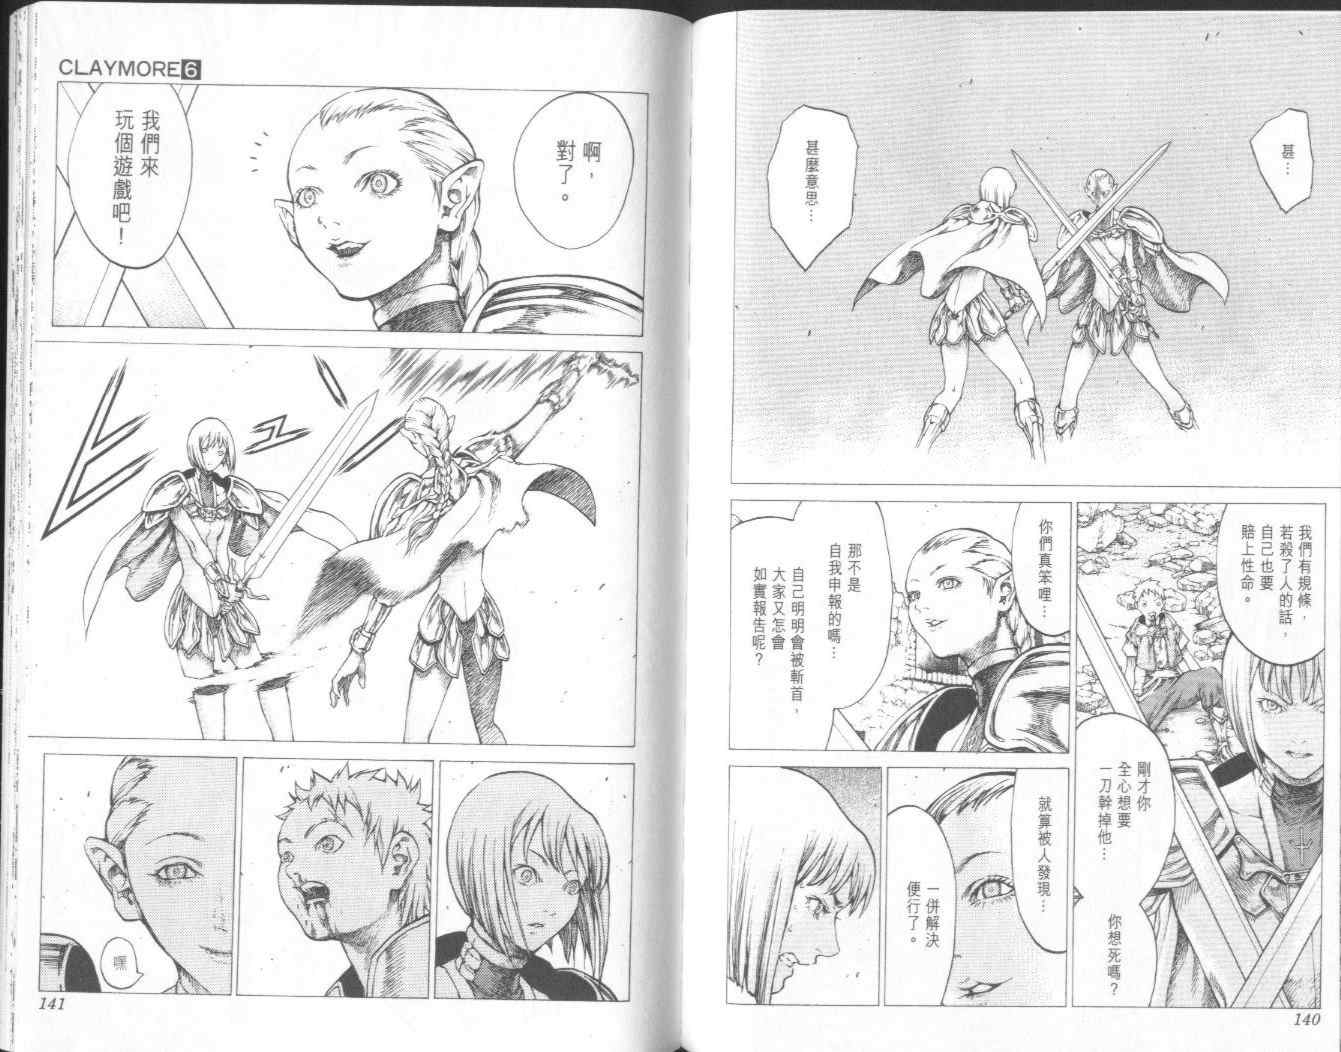 甚…
甚麼意思…
我們有規條，
若殺了人的話，
自己也要
賠上性命。
剛才你
全心想要
一刀幹掉他…
你想死嗎？
你們真笨哩…
那不是
自我申報的嗎…
自己明明會被斬首，
大家又怎會
如實報告呢？
就算被人發現…
一併解決
便行了。
140
CLAYMORE6
啊，
對了。
我們來
玩個遊戲吧！
ヒュ
嘿
141